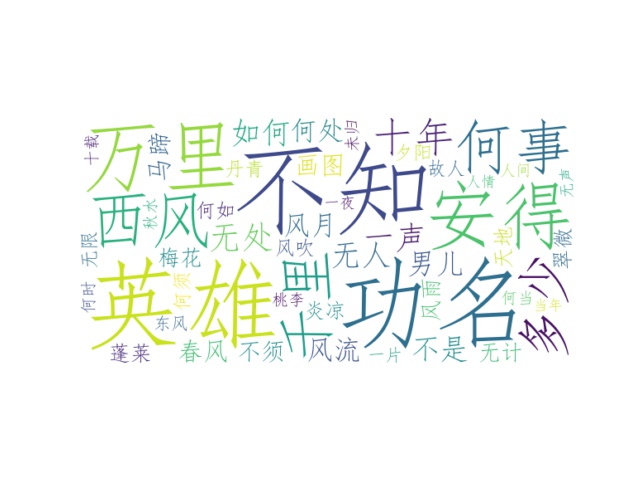 十载
万里
马蹄
如何
何处
未归
十年
何事
不知
丹青
画图
夕阳
故人
人情
人间
无声
西风
秋水
何如
一夜
风月
安得
无限
无处
一声
天地
翠微
梅花
风吹
无人
男儿
英雄
何时
何须
千里
桃李
炎凉
功名
风雨
何当
当年
多少
东风
蓬莱
春风
不须
风流
一片
不是
无计